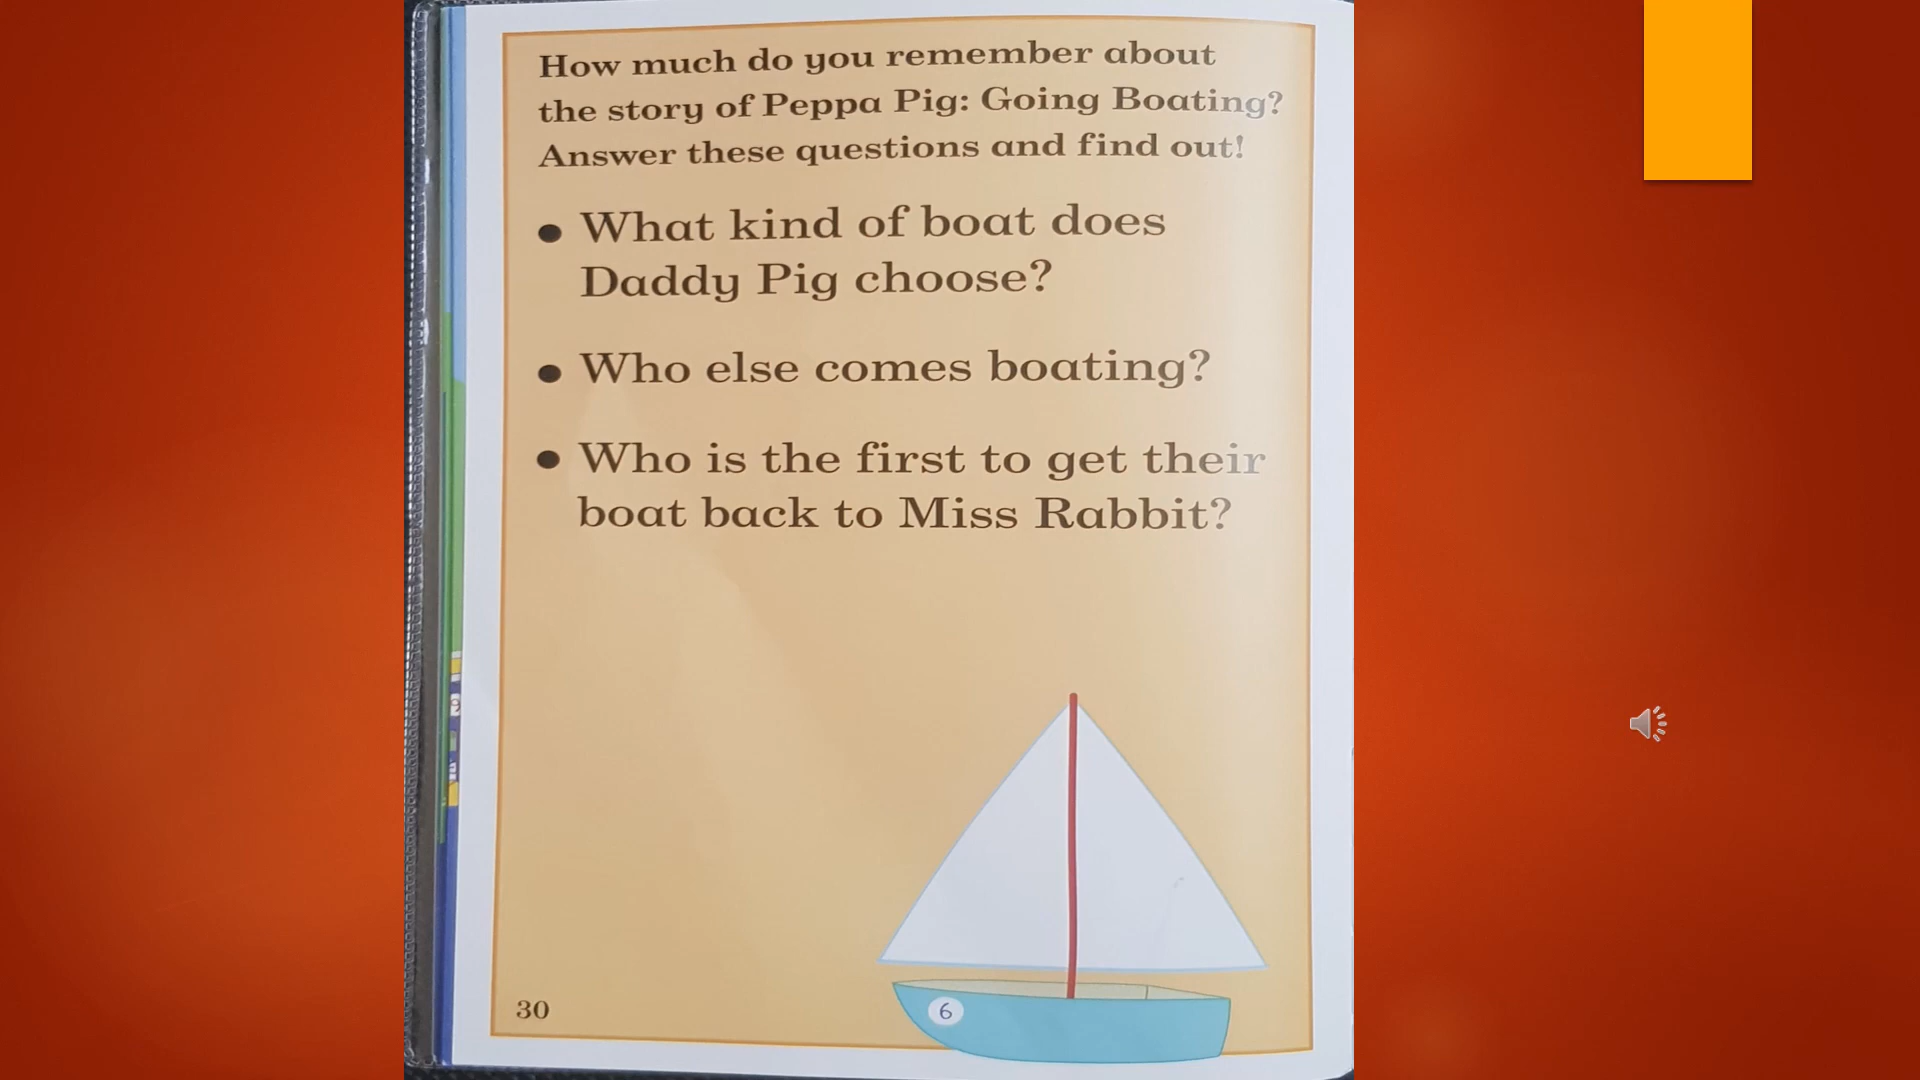 How much do you remember about
the story of Peppa Pig: Going Boating?
Answer these questions and find out!
● What kind of boat does
Daddy Pig choose?
● Who else comes boating?
● Who is the first to get their
boat back to Miss Rabbit?
6
30